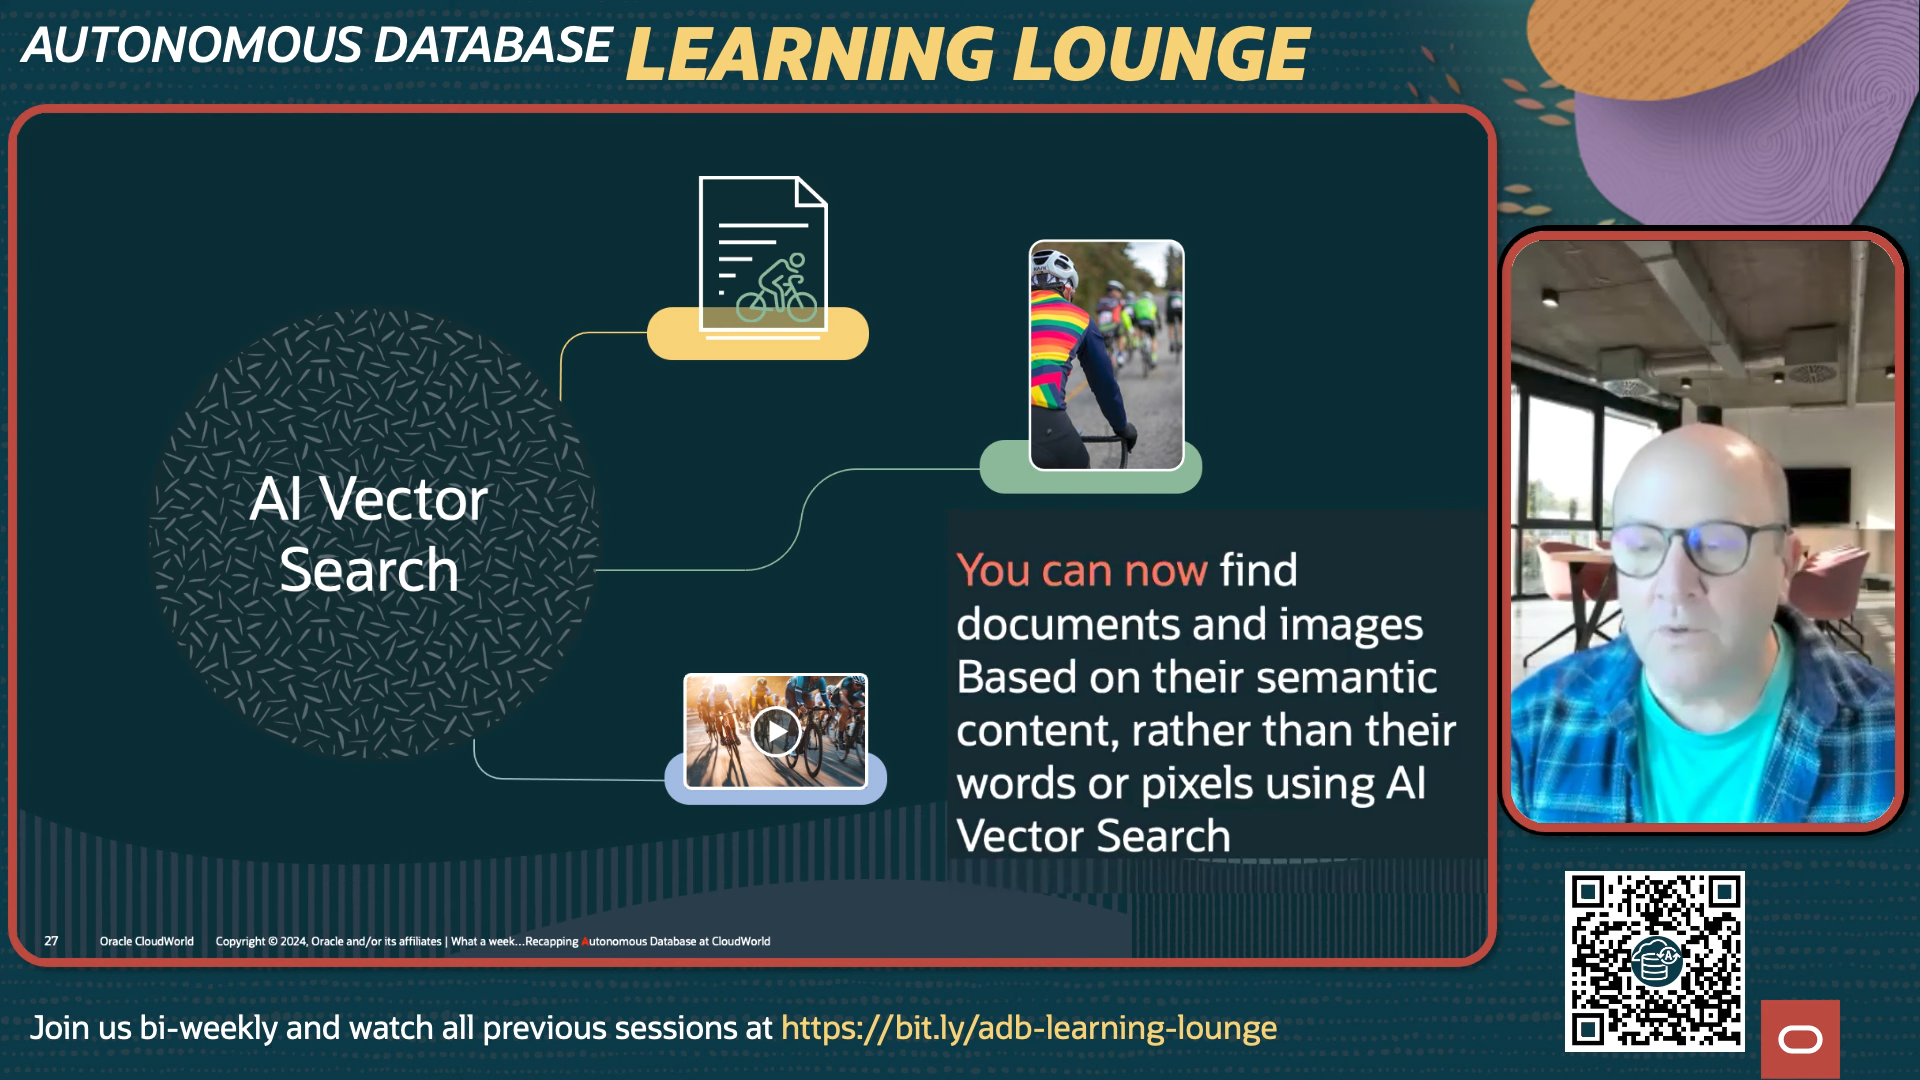 AUTONOMOUS DATABASE LEARNING LOUNGE
AI Vector
Search
You can now find
documents and images
Based on their semantic
content, rather than their
words or pixels using AI
Vector Search
27 Oracle CloudWorld Copyright © 2024, Oracle and/or its affiliates | What a week...Recapping Autonomous Database at CloudWorld
Join us bi-weekly and watch all previous sessions at https://bit.ly/adb-learning-lounge